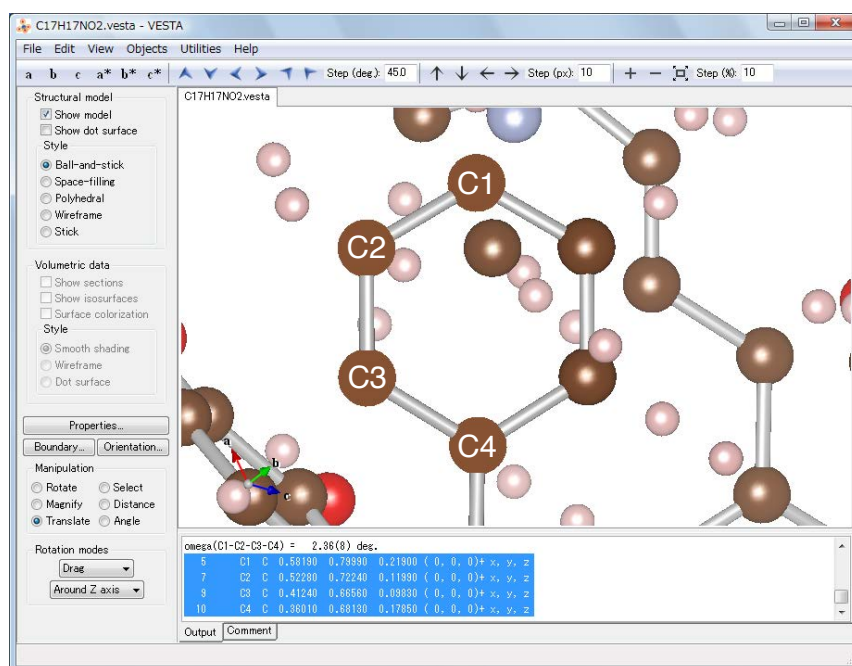 C17H17NO2.vesta - VESTA
File Edit View Objects Utilities Help
a b c a* b* c* Step (deg.): 45.0 Step (px): 10 Step (%): 10
Structural model
Show model
Show dot surface
Style
Ball-and-stick
Space-filling
Polyhedral
Wireframe
Stick
Volumetric data
Show sections
Show isosurfaces
Surface colorization
Style
Smooth shading
Wireframe
Dot surface
Properties...
Boundary... Orientation...
Manipulation
Rotate Select
Magnify Distance
Translate Angle
Rotation modes
Drag
Around Z axis
C17H17NO2.vesta
C1
C2
C3
C4
a
b
c
omega(C1-C2-C3-C4) = 2.36(8) deg.
5 C1 C 0.58190 0.79990 0.21900 ( 0, 0, 0)+ x, y, z
7 C2 C 0.52280 0.72240 0.11990 ( 0, 0, 0)+ x, y, z
9 C3 C 0.41240 0.66560 0.09830 ( 0, 0, 0)+ x, y, z
10 C4 C 0.36010 0.68130 0.17850 ( 0, 0, 0)+ x, y, z
Output Comment